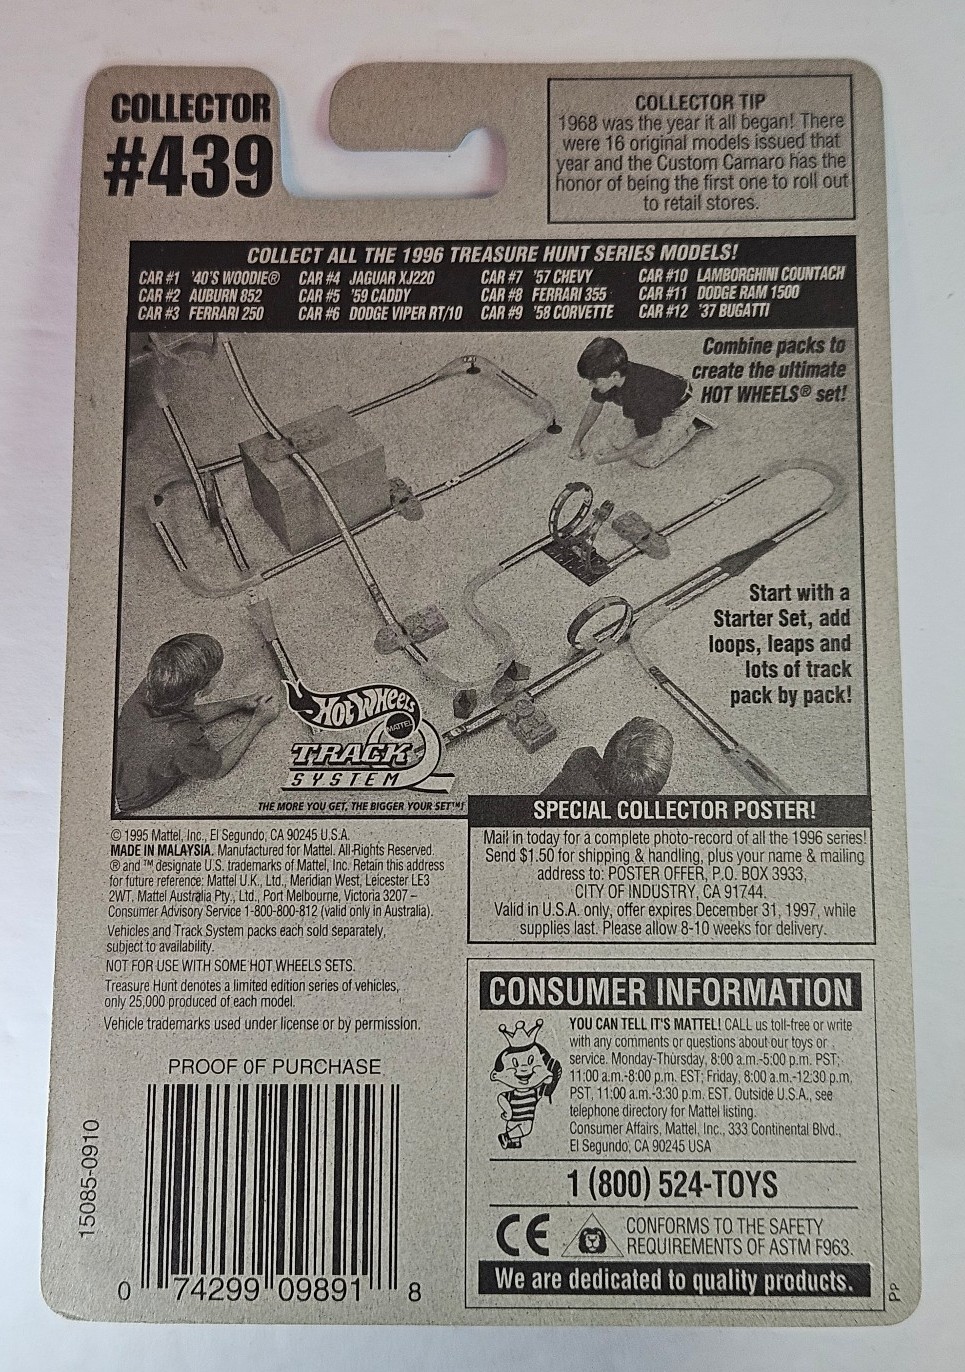 COLLECTOR
#439
COLLECTOR TIP
1968 was the year it all began! There
were 16 original models issued that
year and the Custom Camaro has the
honor of being the first one to roll out
to retail stores.
COLLECT ALL THE 1996 TREASURE HUNT SERIES MODELS!
CAR #1 '40'S WOODIE® CAR #4 JAGUAR XJ220 CAR #7 '57 CHEVY CAR #10 LAMBORGHINI COUNTACH
CAR #2 AUBURN 852 CAR #5 '59 CADDY CAR #8 FERRARI 355 CAR #11 DODGE RAM 1500
CAR #3 FERRARI 250 CAR #6 DODGE VIPER RT/10 CAR #9 '58 CORVETTE CAR #12 '37 BUGATTI
Combine packs to
create the ultimate
HOT WHEELS® set!
Start with a
Starter Set, add
loops, leaps and
lots of track
pack by pack!
Hot Wheels
MATTEL
TRACK
SYSTEM
THE MORE YOU GET, THE BIGGER YOUR SET™!
© 1995 Mattel, Inc., El Segundo, CA 90245 U.S.A.
MADE IN MALAYSIA. Manufactured for Mattel. All Rights Reserved.
® and ™ designate U.S. trademarks of Mattel, Inc. Retain this address
for future reference: Mattel U.K., Ltd., Meridian West, Leicester LE3
2WT. Mattel Australia Pty., Ltd., Port Melbourne, Victoria 3207 –
Consumer Advisory Service 1-800-800-812 (valid only in Australia).
Vehicles and Track System packs each sold separately,
subject to availability.
NOT FOR USE WITH SOME HOT WHEELS SETS.
Treasure Hunt denotes a limited edition series of vehicles,
only 25,000 produced of each model.
Vehicle trademarks used under license or by permission.
SPECIAL COLLECTOR POSTER!
Mail in today for a complete photo-record of all the 1996 series!
Send $1.50 for shipping & handling, plus your name & mailing
address to: POSTER OFFER, P.O. BOX 3933,
CITY OF INDUSTRY, CA 91744.
Valid in U.S.A. only, offer expires December 31, 1997, while
supplies last. Please allow 8-10 weeks for delivery.
CONSUMER INFORMATION
YOU CAN TELL IT'S MATTEL! CALL us toll-free or write
with any comments or questions about our toys or
service. Monday-Thursday, 8:00 a.m.-5:00 p.m. PST;
11:00 a.m.-8:00 p.m. EST; Friday, 8:00 a.m.-12:30 p.m.
PST, 11:00 a.m.-3:30 p.m. EST. Outside U.S.A., see
telephone directory for Mattel listing.
Consumer Affairs, Mattel, Inc., 333 Continental Blvd.,
El Segundo, CA 90245 USA
1 (800) 524-TOYS
CE
CONFORMS TO THE SAFETY
REQUIREMENTS OF ASTM F963.
We are dedicated to quality products.
PP
PROOF OF PURCHASE
15085-0910
0 74299 09891 8